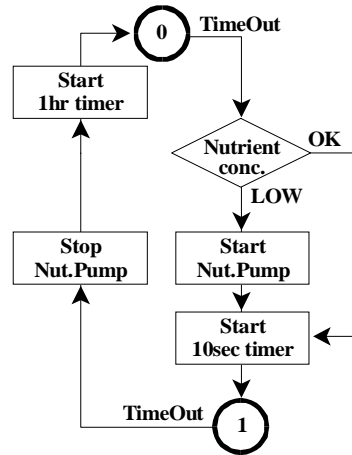 0
TimeOut
Start
1hr timer
Nutrient
conc.
OK
LOW
Stop
Nut.Pump
Start
Nut.Pump
Start
10sec timer
TimeOut
1